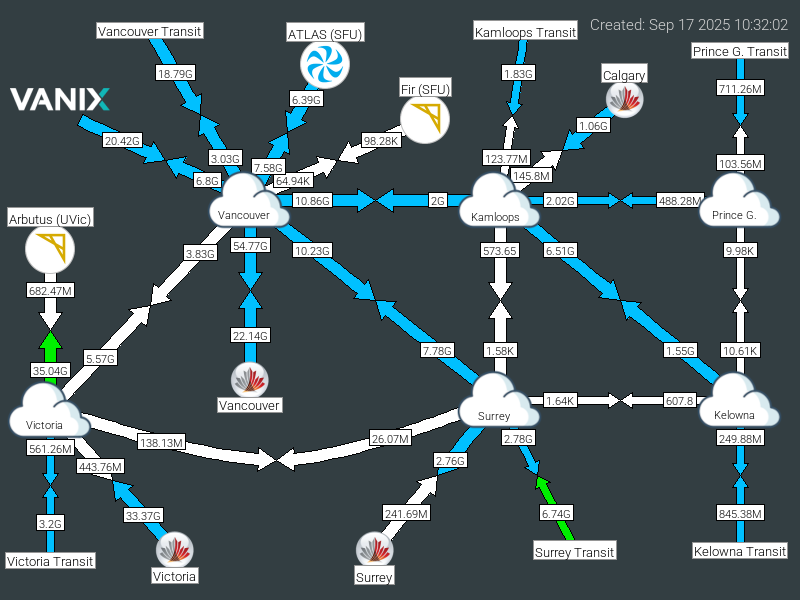 Created: Sep 17 2025 10:32:02
Vancouver Transit
ATLAS (SFU)
Kamloops Transit
Prince G. Transit
18.79G
1.83G
Calgary
711.26M
Fir (SFU)
VANIX
6.39G
1.06G
20.42G
98.28K
3.03G
123.77M
103.56M
7.58G
145.8M
6.8G
64.94K
10.86G
2G
2.02G
488.28M
Vancouver
Kamloops
Prince G.
Arbutus (UVic)
3.83G
54.77G
10.23G
573.65
6.51G
9.98K
682.47M
22.14G
5.57G
7.78G
1.58K
1.55G
10.61K
35.04G
Vancouver
1.64K
607.8
Victoria
Surrey
Kelowna
138.13M
26.07M
2.78G
249.88M
561.26M
443.76M
2.76G
3.2G
33.37G
241.69M
6.74G
845.38M
Victoria Transit
Victoria
Surrey
Surrey Transit
Kelowna Transit